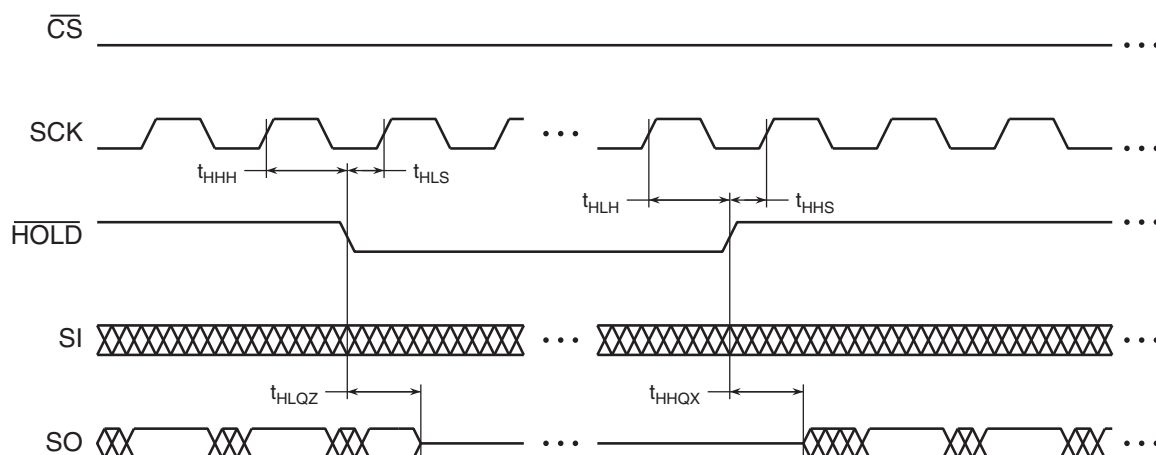 CS
SCK
tHHH
tHLS
tHLH
tHHS
HOLD
SI
tHLQZ
tHHQX
SO